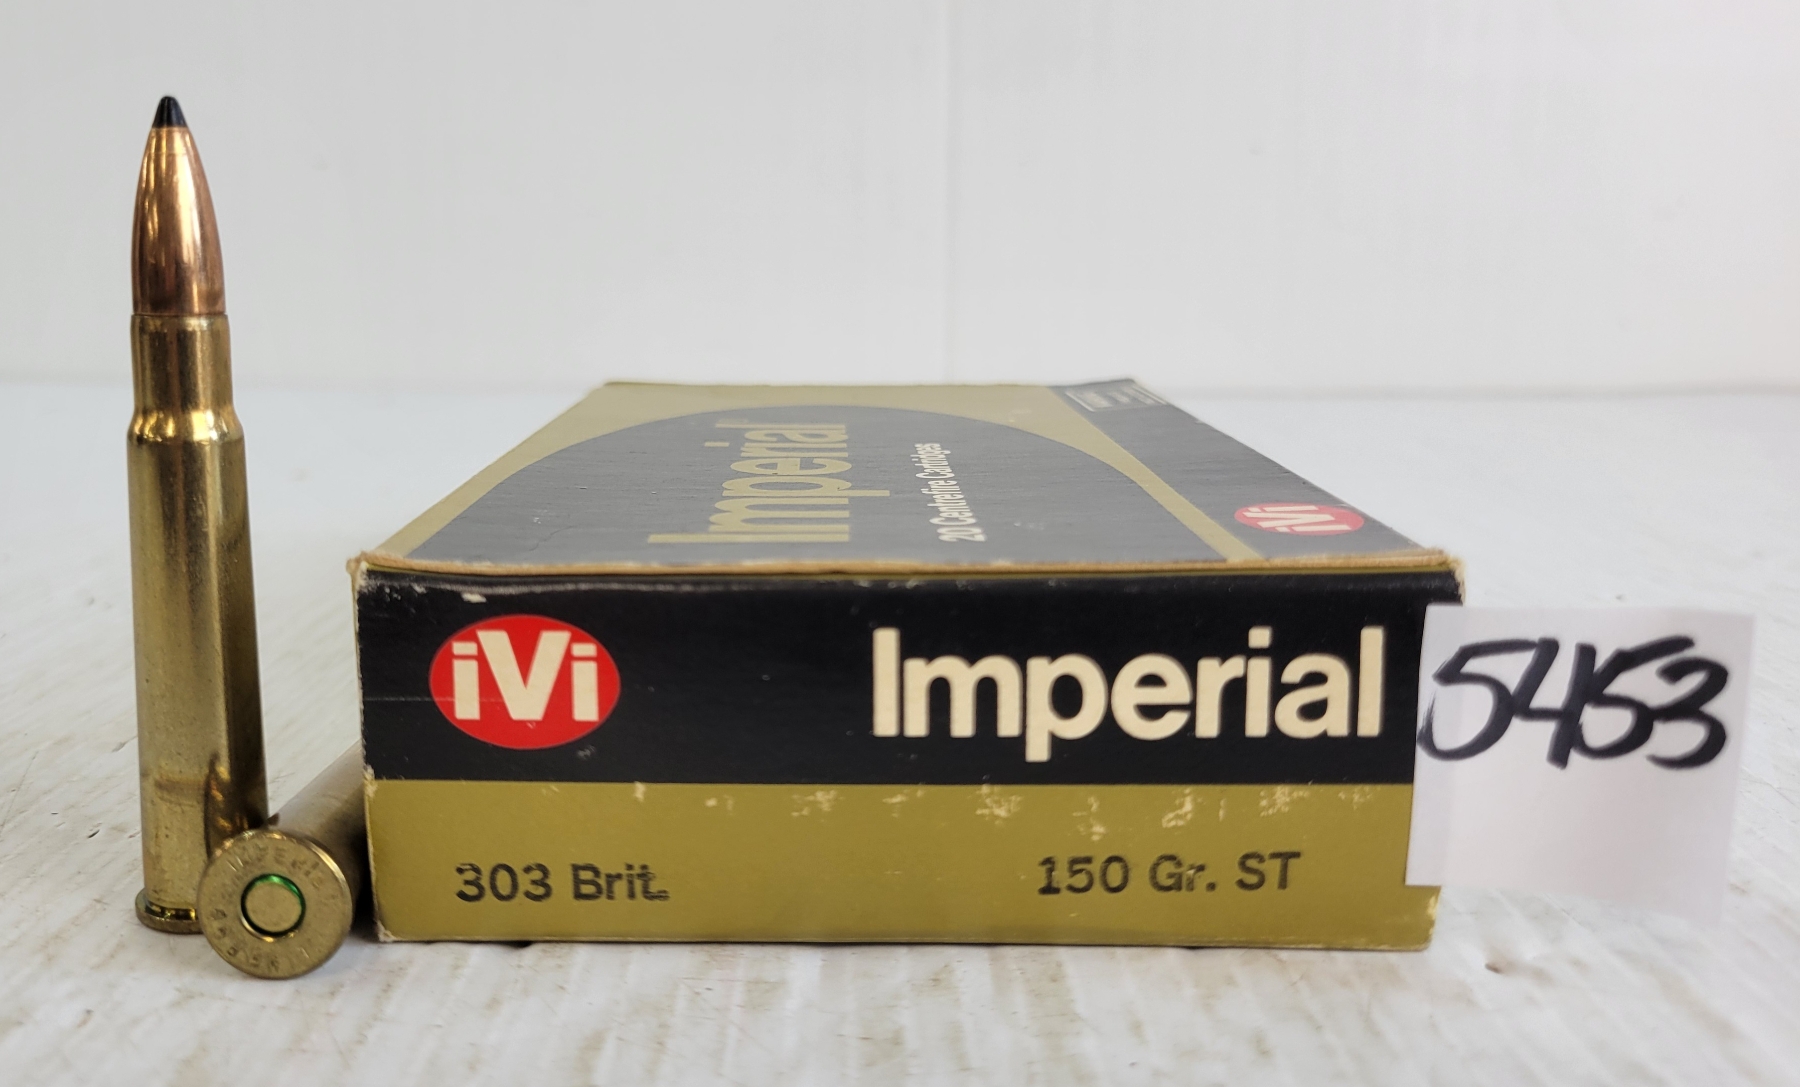 Imperial
20 Centrefire Cartridges
iVi
iVi
Imperial
5453
303 Brit.
150 Gr. ST